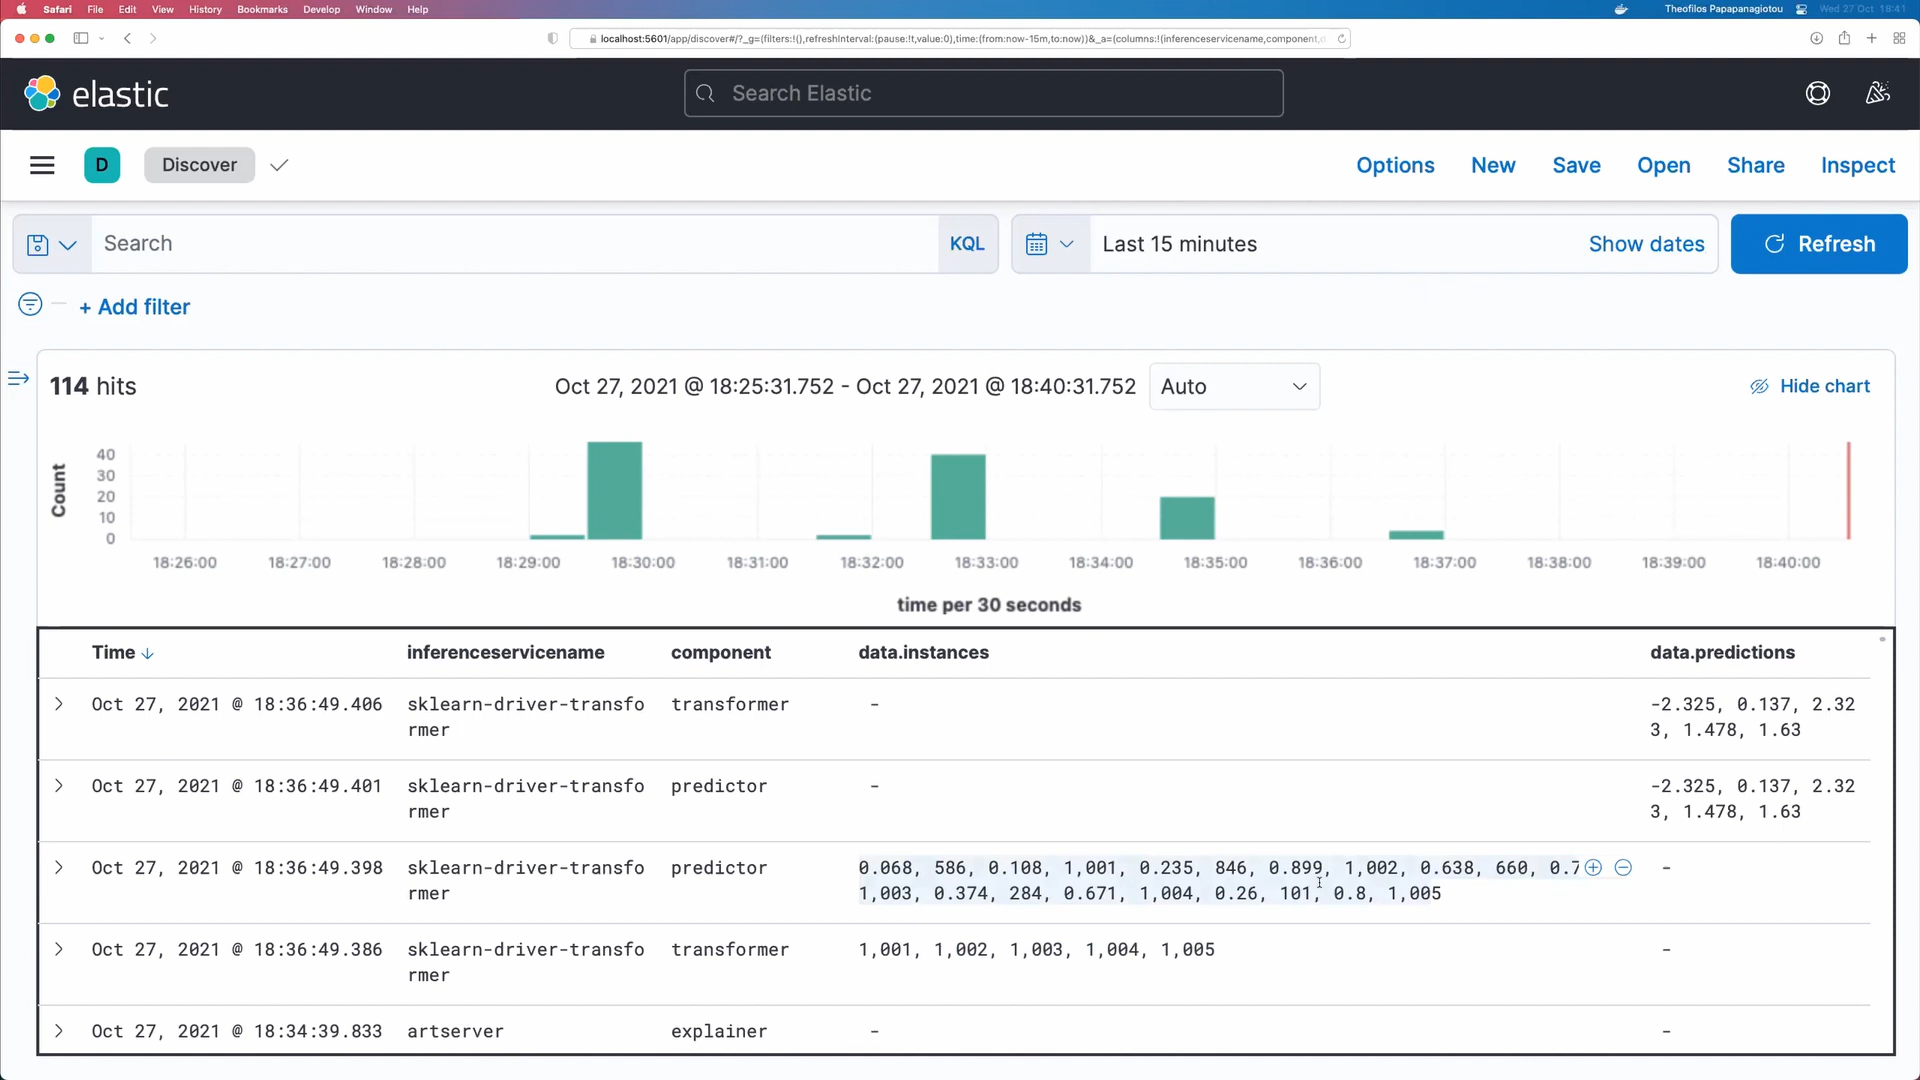 Safari File Edit View History Bookmarks Develop Window Help Theofilos Papapanagiotou Wed 27 Oct 18:41
localhost:5601/app/discover#/?_g=(filters:!(),refreshInterval:(pause:!t,value:0),time:(from:now-15m,to:now))&_a=(columns:!(inferenceservicename,component,d
elastic Search Elastic
D Discover Options New Save Open Share Inspect
Search KQL Last 15 minutes Show dates Refresh
+ Add filter
114 hits Oct 27, 2021 @ 18:25:31.752 - Oct 27, 2021 @ 18:40:31.752 Auto Hide chart
Count
40
30
20
10
0
18:26:00 18:27:00 18:28:00 18:29:00 18:30:00 18:31:00 18:32:00 18:33:00 18:34:00 18:35:00 18:36:00 18:37:00 18:38:00 18:39:00 18:40:00
time per 30 seconds
Time inferenceservicename component data.instances data.predictions
Oct 27, 2021 @ 18:36:49.406 sklearn-driver-transfo transformer - -2.325, 0.137, 2.32
rmer 3, 1.478, 1.63
Oct 27, 2021 @ 18:36:49.401 sklearn-driver-transfo predictor - -2.325, 0.137, 2.32
rmer 3, 1.478, 1.63
Oct 27, 2021 @ 18:36:49.398 sklearn-driver-transfo predictor 0.068, 586, 0.108, 1,001, 0.235, 846, 0.899, 1,002, 0.638, 660, 0.7 -
rmer 1,003, 0.374, 284, 0.671, 1,004, 0.26, 101, 0.8, 1,005
Oct 27, 2021 @ 18:36:49.386 sklearn-driver-transfo transformer 1,001, 1,002, 1,003, 1,004, 1,005 -
rmer
Oct 27, 2021 @ 18:34:39.833 artserver explainer - -